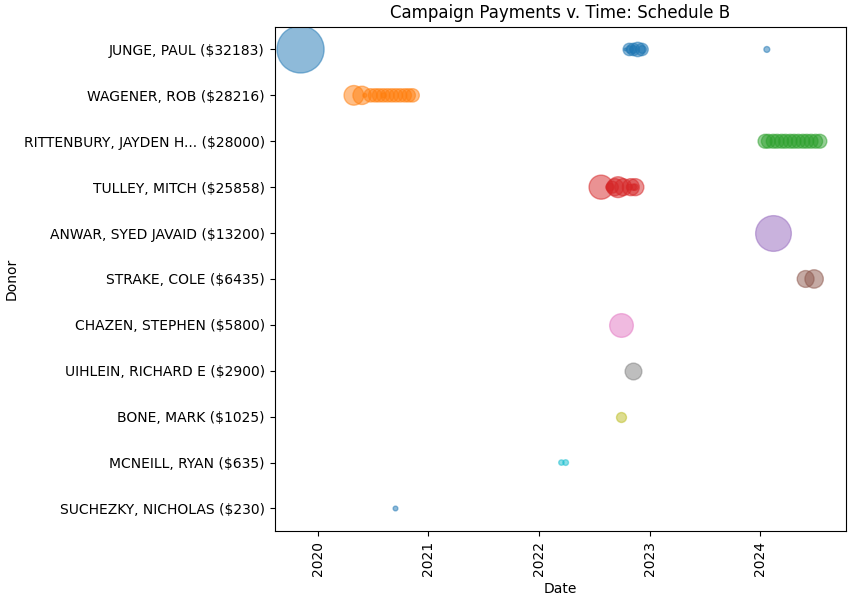 Campaign Payments v. Time: Schedule B
JUNGE, PAUL ($32183)
WAGENER, ROB ($28216)
RITTENBURY, JAYDEN H... ($28000)
TULLEY, MITCH ($25858)
ANWAR, SYED JAVAID ($13200)
STRAKE, COLE ($6435)
CHAZEN, STEPHEN ($5800)
UIHLEIN, RICHARD E ($2900)
BONE, MARK ($1025)
MCNEILL, RYAN ($635)
SUCHEZKY, NICHOLAS ($230)
Donor
2020
2021
2022
2023
2024
Date